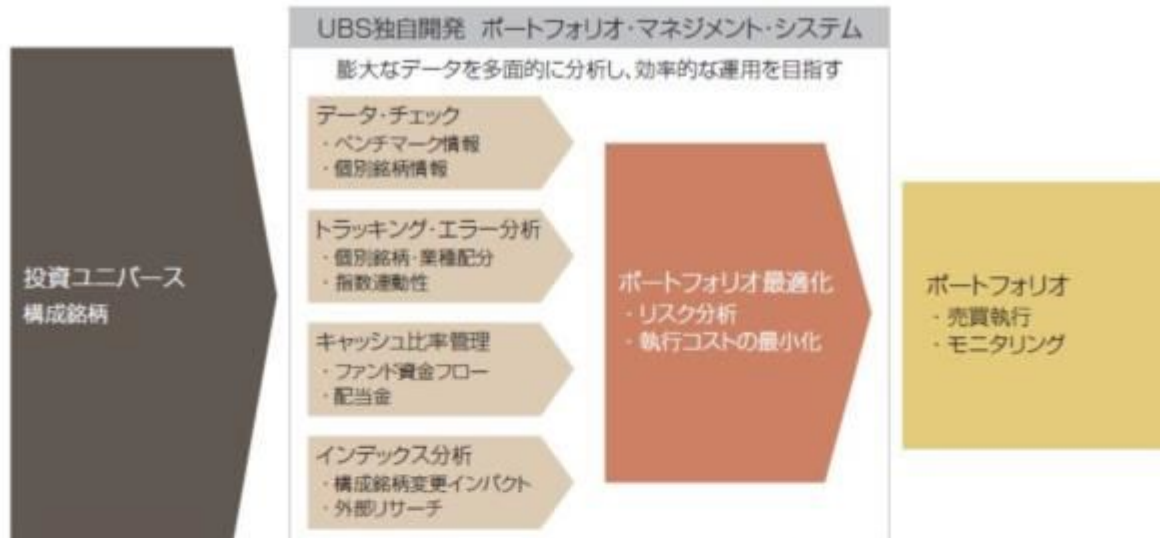 UBS独自開発 ポートフォリオ・マネジメント・システム
膨大なデータを多面的に分析し、効率的な運用を目指す
投資ユニバース
構成銘柄
データ・チェック
・ベンチマーク情報
・個別銘柄情報
トラッキング・エラー分析
・個別銘柄・業種配分
・指数連動性
キャッシュ比率管理
・ファンド資金フロー
・配当金
インデックス分析
・構成銘柄変更インパクト
・外部リサーチ
ポートフォリオ最適化
・リスク分析
・執行コストの最小化
ポートフォリオ
・売買執行
・モニタリング